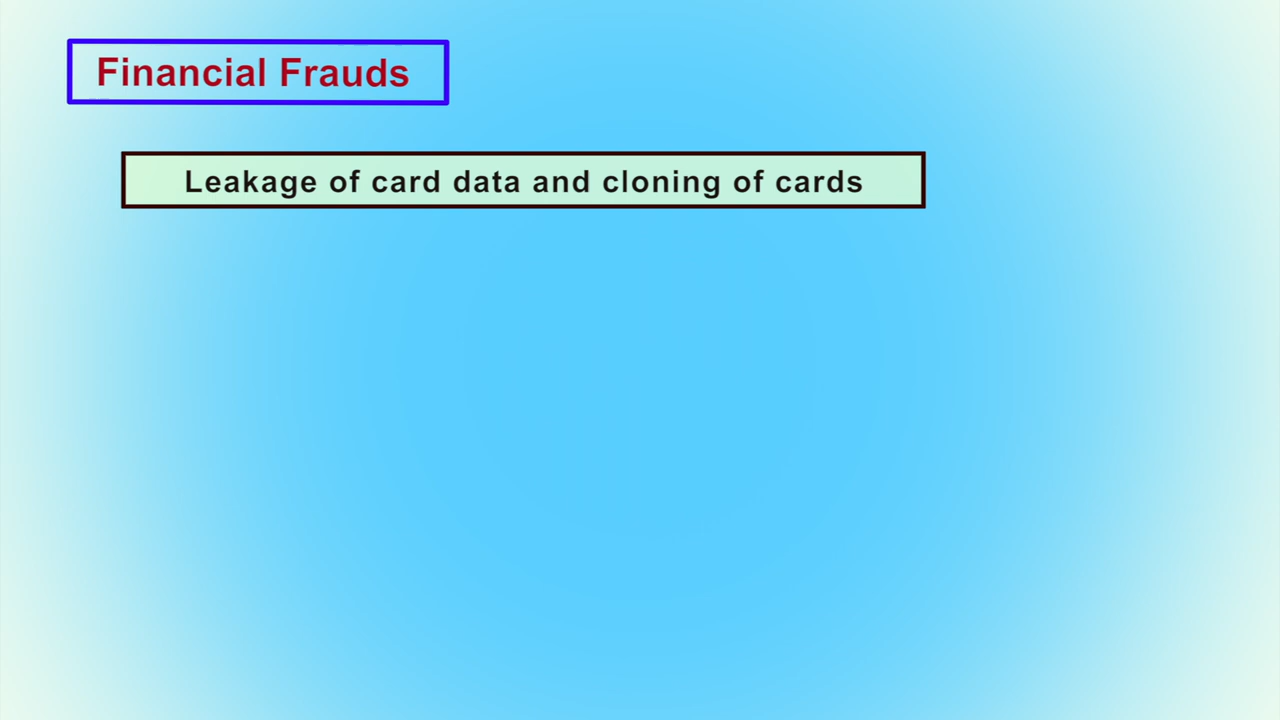 Financial Frauds
Leakage of card data and cloning of cards